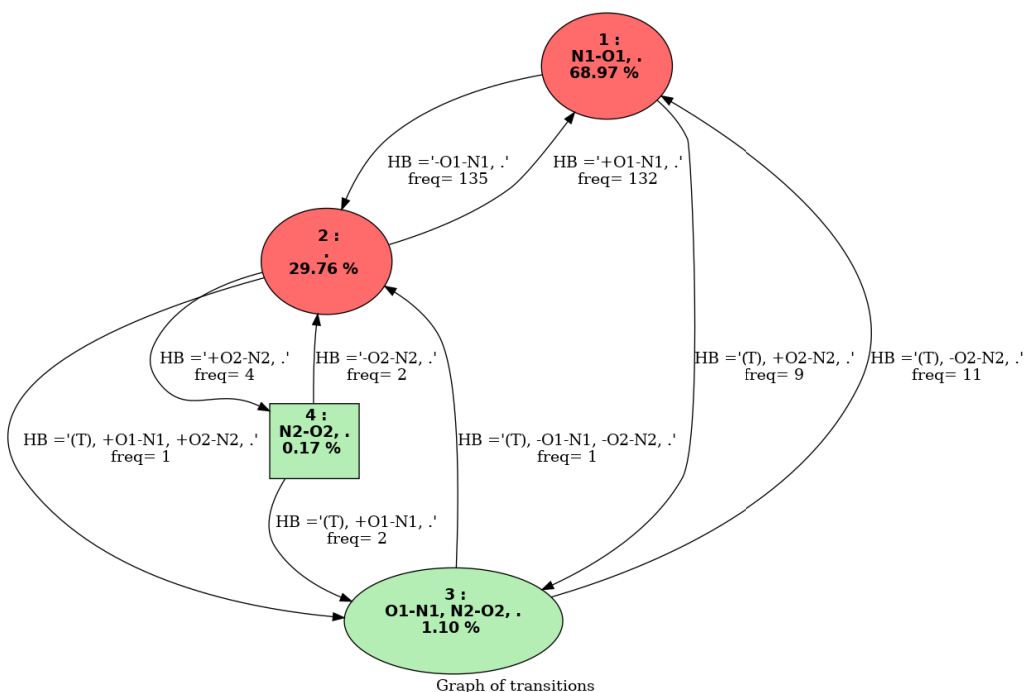 1 :
N1-O1, .
68.97 %
HB ='-O1-N1, .'
freq= 135
HB ='+O1-N1, .'
freq= 132
2 :
.
29.76 %
HB ='+O2-N2, .'
freq= 4
HB ='-O2-N2, .'
freq= 2
HB ='(T), +O2-N2, .'
freq= 9
HB ='(T), -O2-N2, .'
freq= 11
4 :
N2-O2, .
0.17 %
HB ='(T), +O1-N1, +O2-N2, .'
freq= 1
HB ='(T), -O1-N1, -O2-N2, .'
freq= 1
HB ='(T), +O1-N1, .'
freq= 2
3 :
O1-N1, N2-O2, .
1.10 %
Graph of transitions